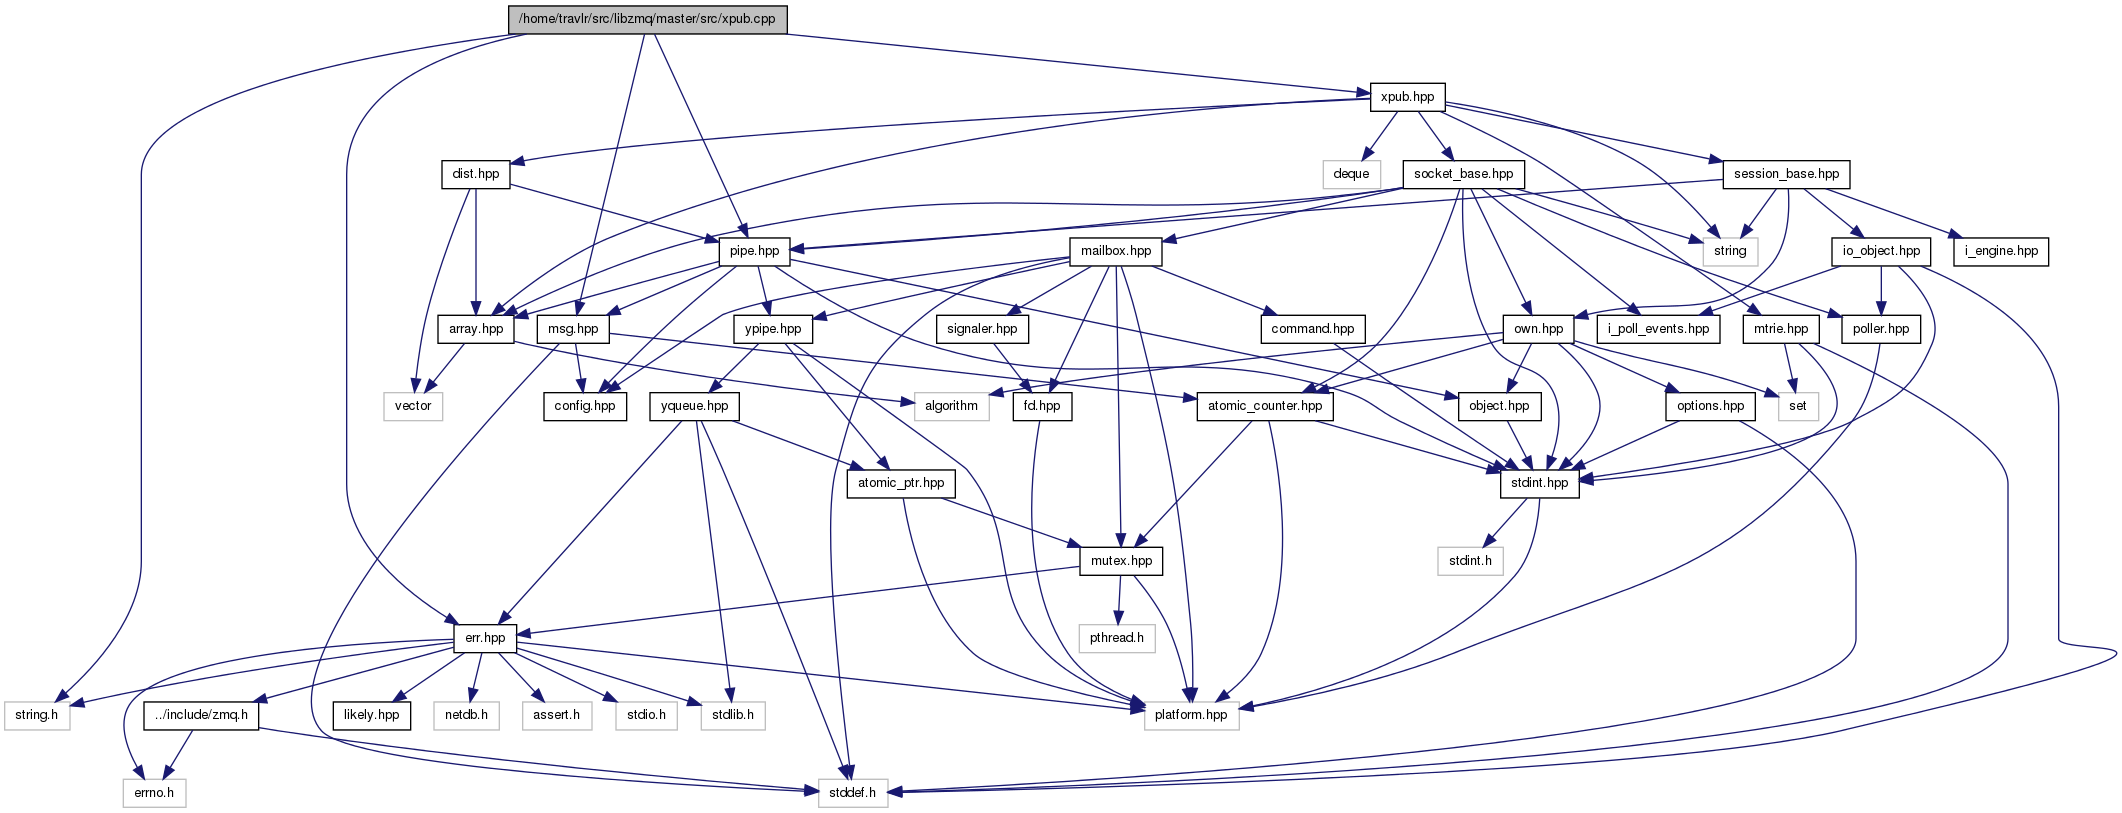 /home/travlr/src/libzmq/master/src/xpub.cpp
xpub.hpp
dist.hpp
deque
socket_base.hpp
session_base.hpp
pipe.hpp
mailbox.hpp
string
io_object.hpp
i_engine.hpp
array.hpp
msg.hpp
ypipe.hpp
signaler.hpp
command.hpp
own.hpp
i_poll_events.hpp
mtrie.hpp
poller.hpp
vector
config.hpp
yqueue.hpp
algorithm
fd.hpp
atomic_counter.hpp
object.hpp
options.hpp
set
atomic_ptr.hpp
stdint.hpp
mutex.hpp
stdint.h
err.hpp
pthread.h
string.h
../include/zmq.h
likely.hpp
netdb.h
assert.h
stdio.h
stdlib.h
platform.hpp
errno.h
stddef.h